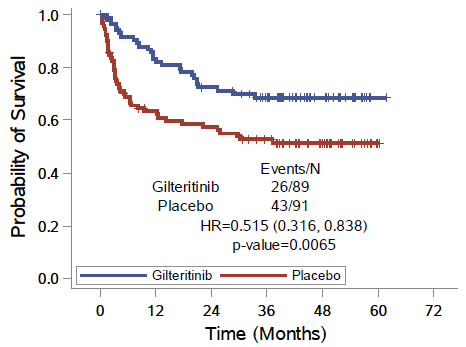 Probability of Survival
1.0
0.8
0.6
0.4
0.2
0.0
Events/N
Gilteritinib 26/89
Placebo 43/91
HR=0.515 (0.316, 0.838)
p-value=0.0065
Gilteritinib Placebo
0 12 24 36 48 60 72
Time (Months)